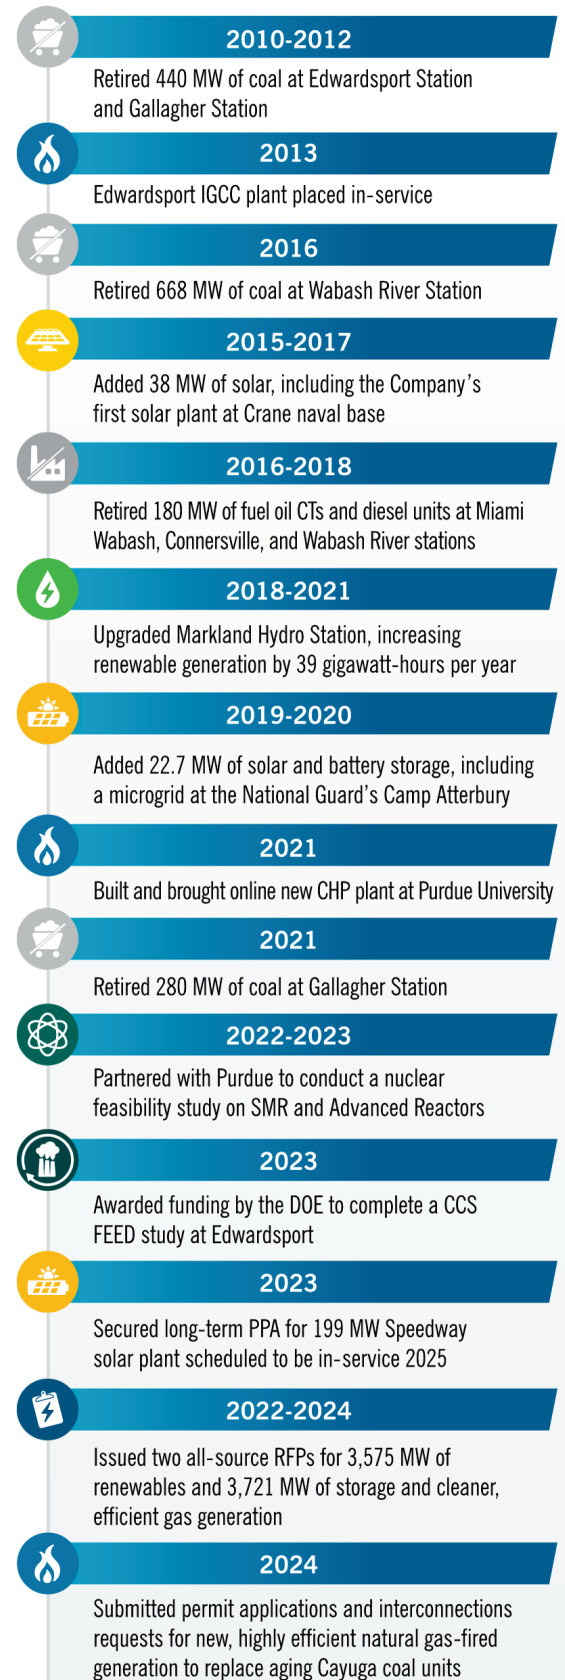 2010-2012
Retired 440 MW of coal at Edwardsport Station
and Gallagher Station
2013
Edwardsport IGCC plant placed in-service
2016
Retired 668 MW of coal at Wabash River Station
2015-2017
Added 38 MW of solar, including the Company's
first solar plant at Crane naval base
2016-2018
Retired 180 MW of fuel oil CTs and diesel units at Miami
Wabash, Connersville, and Wabash River stations
2018-2021
Upgraded Markland Hydro Station, increasing
renewable generation by 39 gigawatt-hours per year
2019-2020
Added 22.7 MW of solar and battery storage, including
a microgrid at the National Guard's Camp Atterbury
2021
Built and brought online new CHP plant at Purdue University
2021
Retired 280 MW of coal at Gallagher Station
2022-2023
Partnered with Purdue to conduct a nuclear
feasibility study on SMR and Advanced Reactors
2023
Awarded funding by the DOE to complete a CCS
FEED study at Edwardsport
2023
Secured long-term PPA for 199 MW Speedway
solar plant scheduled to be in-service 2025
2022-2024
Issued two all-source RFPs for 3,575 MW of
renewables and 3,721 MW of storage and cleaner,
efficient gas generation
2024
Submitted permit applications and interconnections
requests for new, highly efficient natural gas-fired
generation to replace aging Cayuga coal units